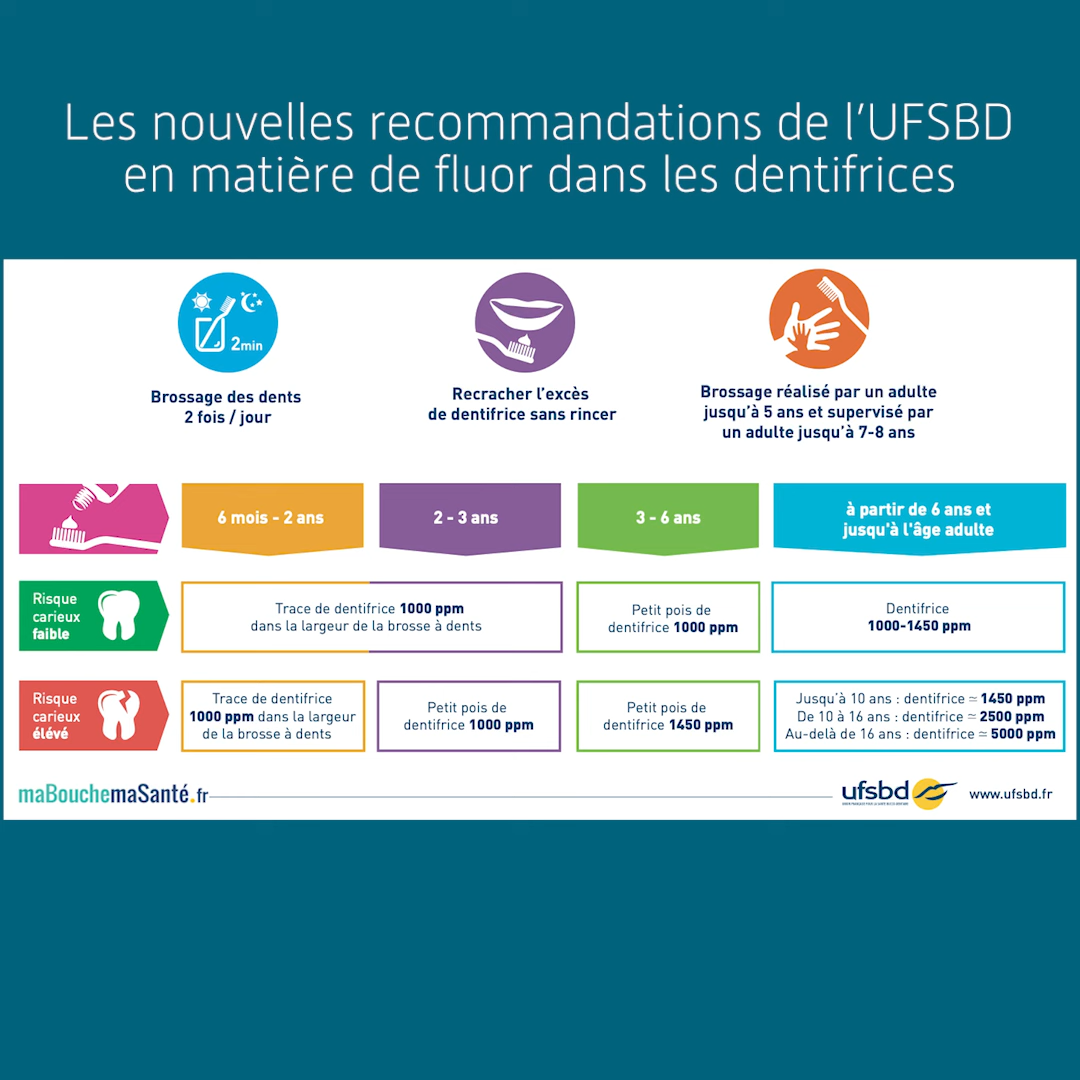 Les nouvelles recommandations de l'UFSBD
en matière de fluor dans les dentifrices
2min
Brossage des dents
2 fois / jour
Recracher l'excès
de dentifrice sans rincer
Brossage réalisé par un adulte
jusqu'à 5 ans et supervisé par
un adulte jusqu'à 7-8 ans
6 mois - 2 ans
2 - 3 ans
3 - 6 ans
à partir de 6 ans et
jusqu'à l'âge adulte
Risque
carieux
faible
Trace de dentifrice 1000 ppm
dans la largeur de la brosse à dents
Petit pois de
dentifrice 1000 ppm
Dentifrice
1000-1450 ppm
Risque
carieux
élévé
Trace de dentifrice
1000 ppm dans la largeur
de la brosse à dents
Petit pois de
dentifrice 1000 ppm
Petit pois de
dentifrice 1450 ppm
Jusqu'à 10 ans : dentifrice ≃ 1450 ppm
De 10 à 16 ans : dentifrice ≃ 2500 ppm
Au-delà de 16 ans : dentifrice ≃ 5000 ppm
maBouchemaSanté.fr
ufsbd
www.ufsbd.fr